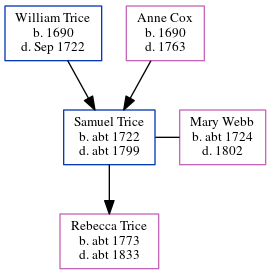 William Trice
b. 1690
d. Sep 1722
Anne Cox
b. 1690
d. 1763
Samuel Trice
b. abt 1722
d. abt 1799
Mary Webb
b. abt 1724
d. 1802
Rebecca Trice
b. abt 1773
d. abt 1833